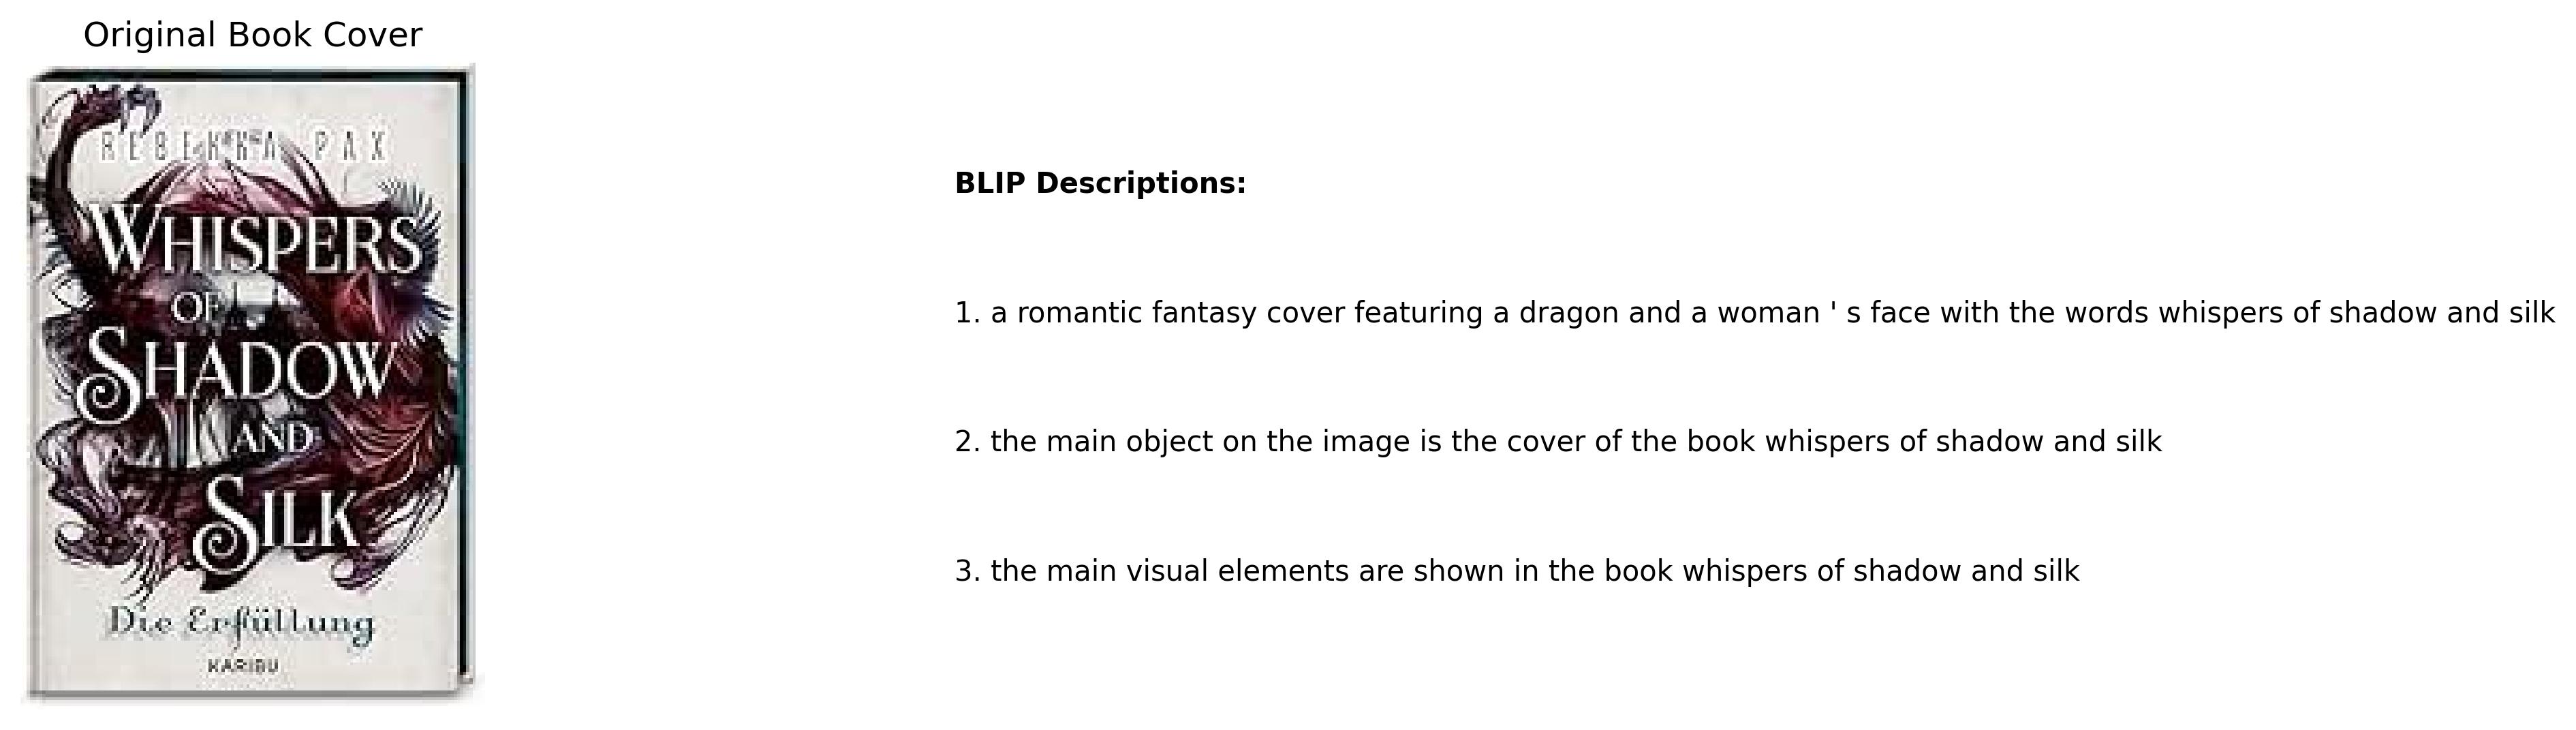 Original Book Cover
REBEKKA PAX
WHISPERS
OF
SHADOW
AND
SILK
Die Erfüllung
KARIBU
BLIP Descriptions:
1. a romantic fantasy cover featuring a dragon and a woman ' s face with the words whispers of shadow and silk
2. the main object on the image is the cover of the book whispers of shadow and silk
3. the main visual elements are shown in the book whispers of shadow and silk